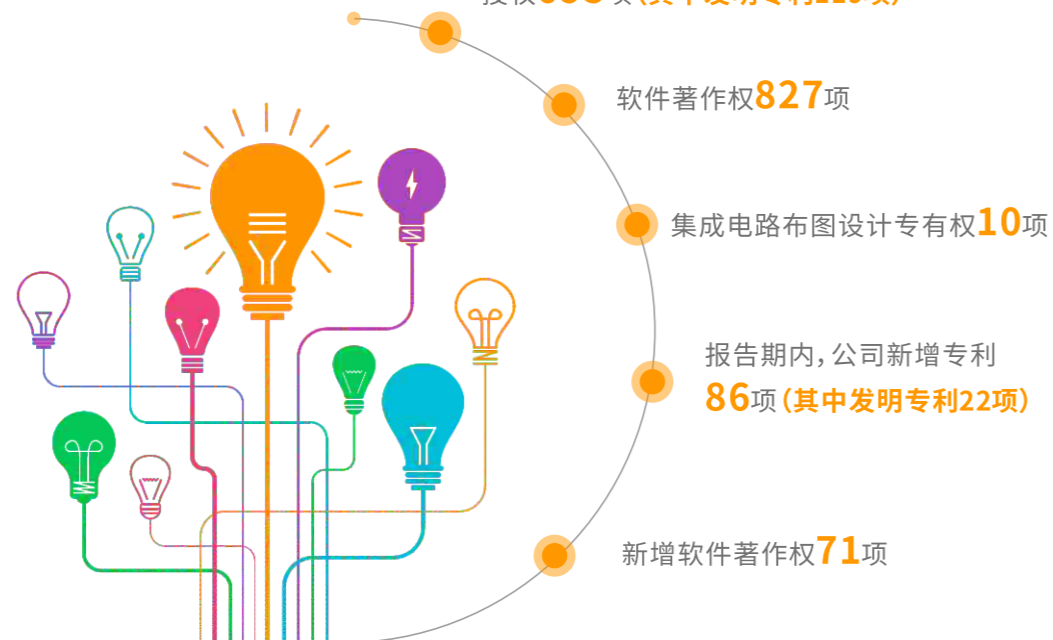 软件著作权827项
集成电路布图设计专有权10项
报告期内，公司新增专利
86项（其中发明专利22项）
新增软件著作权71项